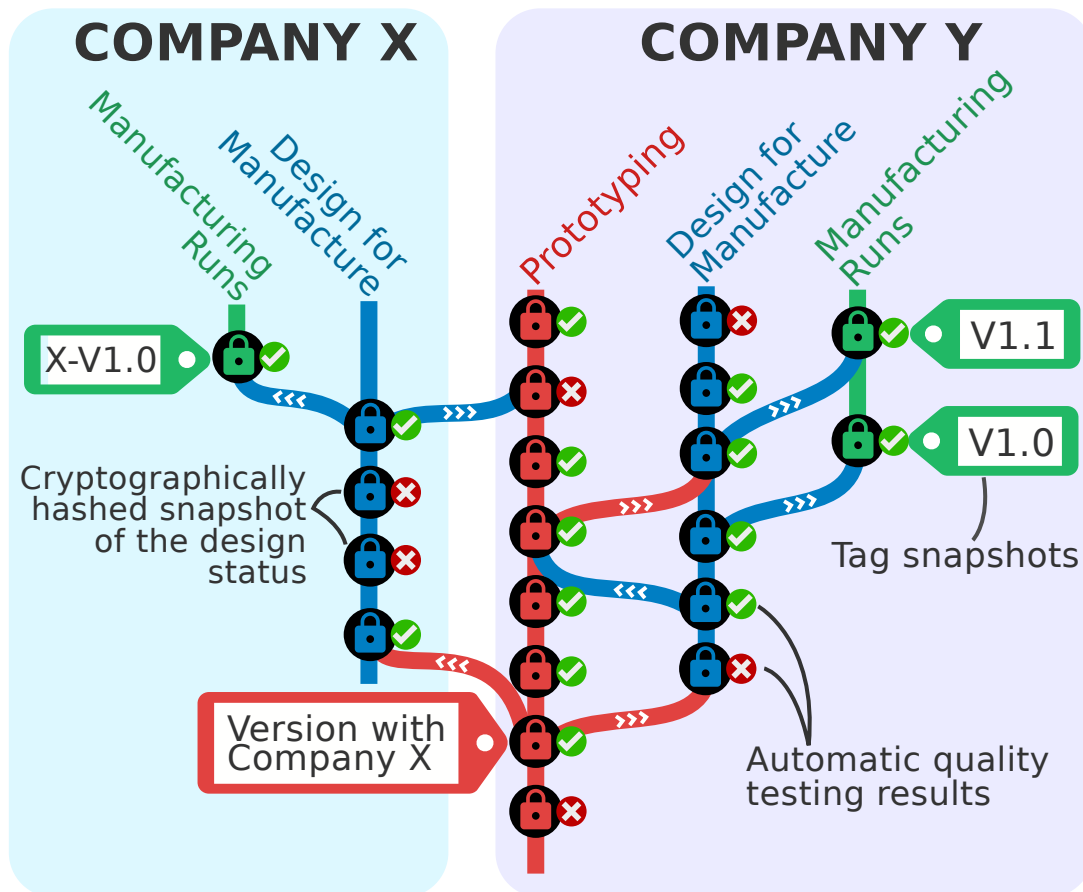 COMPANY X
COMPANY Y
Manufacturing
Runs
Design for
Manufacture
Prototyping
Design for
Manufacture
Manufacturing
Runs
X-V1.0
V1.1
V1.0
Cryptographically
hashed snapshot
of the design
status
Tag snapshots
Version with
Company X
Automatic quality
testing results